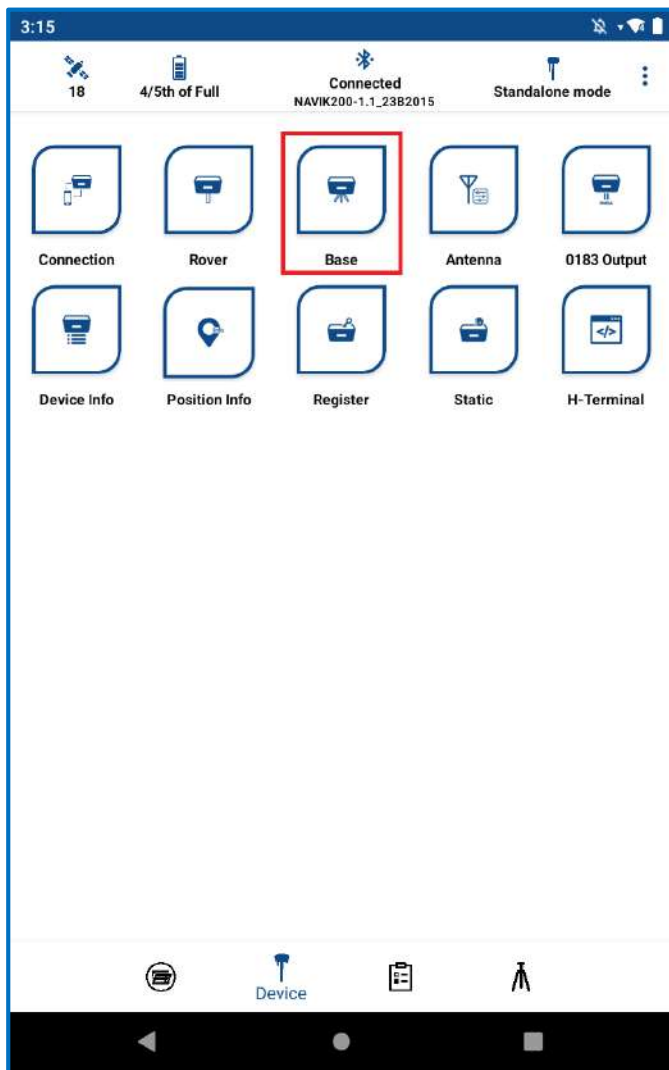 3:15
18
4/5th of Full
Connected
NAVIK200-1.1_23B2015
Standalone mode
Connection
Rover
Base
Antenna
0183 Output
Device Info
Position Info
Register
Static
H-Terminal
Device